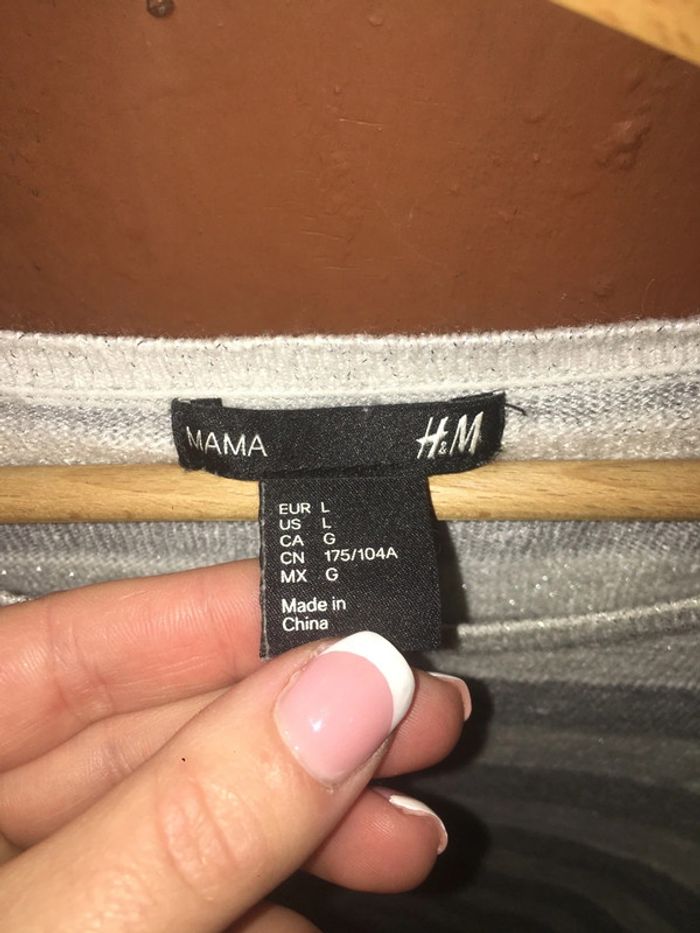 MAMA H&M
EUR L
US L
CA G
CN 175/104A
MX G
Made in
China